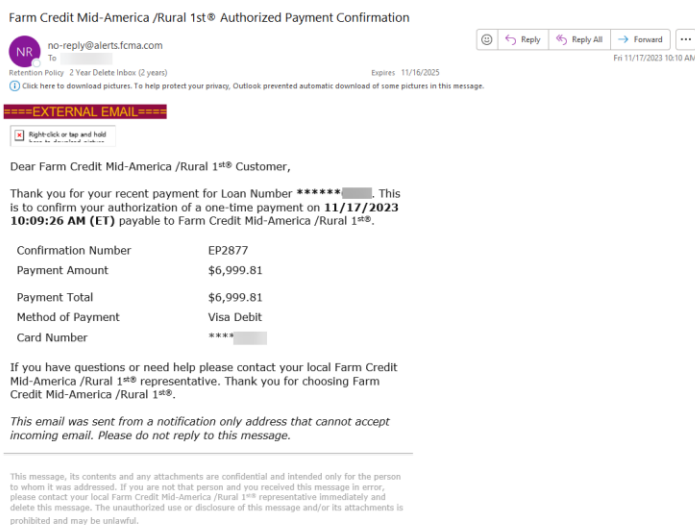 Farm Credit Mid-America /Rural 1st® Authorized Payment Confirmation
NR
no-reply@alerts.fcma.com
To
Reply
Reply All
Forward
...
Fri 11/17/2023 10:10 AM
Retention Policy 2 Year Delete Inbox (2 years)
Expires 11/16/2025
Click here to download pictures. To help protect your privacy, Outlook prevented automatic download of some pictures in this message.
====EXTERNAL EMAIL====
Right-click or tap and hold
here to download picture
Dear Farm Credit Mid-America /Rural 1st® Customer,
Thank you for your recent payment for Loan Number ****** . This
is to confirm your authorization of a one-time payment on 11/17/2023
10:09:26 AM (ET) payable to Farm Credit Mid-America /Rural 1st®.
Confirmation Number EP2877
Payment Amount $6,999.81
Payment Total $6,999.81
Method of Payment Visa Debit
Card Number ****
If you have questions or need help please contact your local Farm Credit
Mid-America /Rural 1st® representative. Thank you for choosing Farm
Credit Mid-America /Rural 1st®.
This email was sent from a notification only address that cannot accept
incoming email. Please do not reply to this message.
This message, its contents and any attachments are confidential and intended only for the person
to whom it was addressed. If you are not that person and you received this message in error,
please contact your local Farm Credit Mid-America /Rural 1st® representative immediately and
delete this message. The unauthorized use or disclosure of this message and/or its attachments is
prohibited and may be unlawful.